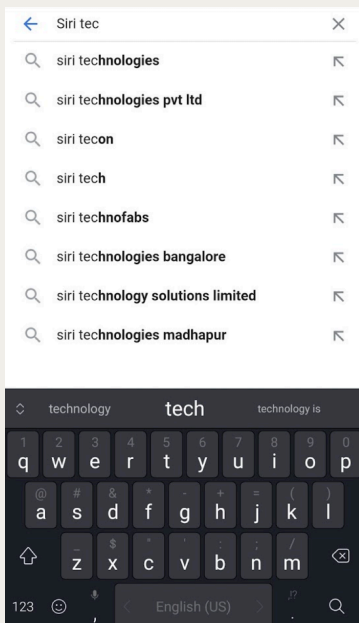 Siri tec
siri technologies
siri technologies pvt ltd
siri tecon
siri tech
siri technofabs
siri technologies bangalore
siri technology solutions limited
siri technologies madhapur
technology tech technology is
1 2 3 4 5 6 7 8 9 0
q w e r t y u i o p
@ # & * - + = ( )
a s d f g h j k l
_ $ " ' : ; /
z x c v b n m
123 , < English (US) > !? .